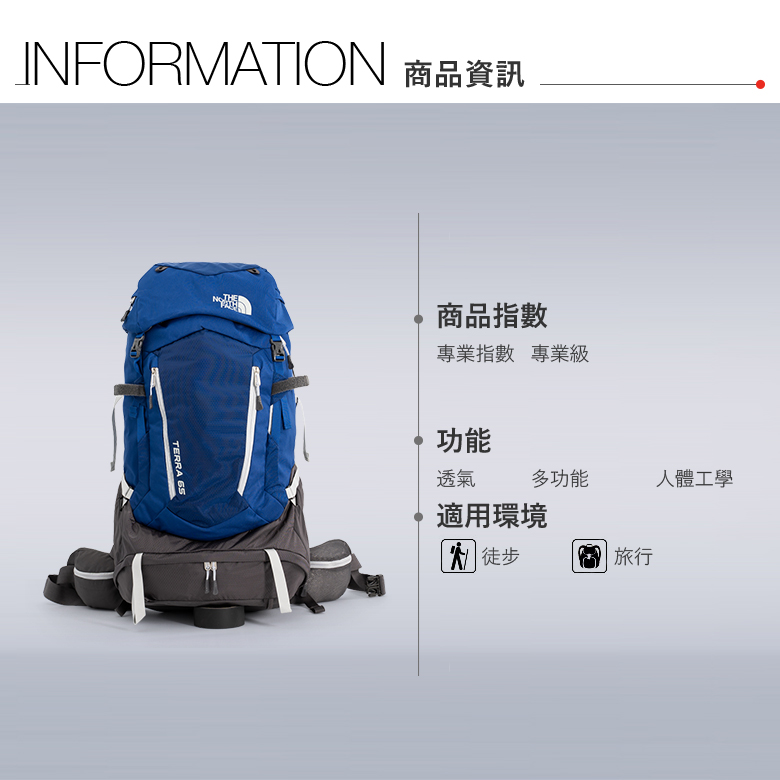 INFORMATION 商品資訊
THE
NORTH
FACE
TERRA 65
商品指數
專業指數 專業級
功能
透氣 多功能 人體工學
適用環境
徒步 旅行